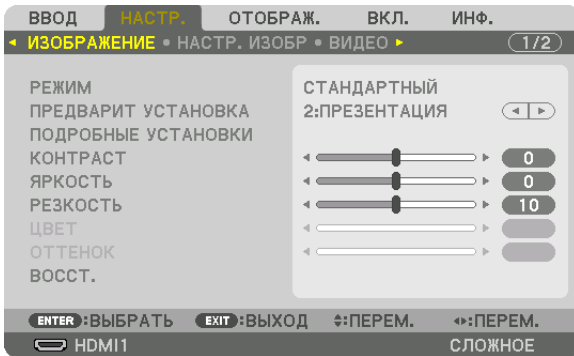 ВВОД НАСТР. ОТОБРАЖ. ВКЛ. ИНФ.
ИЗОБРАЖЕНИЕ • НАСТР. ИЗОБР • ВИДЕО 1/2
РЕЖИМ СТАНДАРТНЫЙ
ПРЕДВАРИТ УСТАНОВКА 2:ПРЕЗЕНТАЦИЯ
ПОДРОБНЫЕ УСТАНОВКИ
КОНТРАСТ 0
ЯРКОСТЬ 0
РЕЗКОСТЬ 10
ЦВЕТ
ОТТЕНОК
ВОССТ.
ENTER :ВЫБРАТЬ EXIT :ВЫХОД :ПЕРЕМ. :ПЕРЕМ.
HDMI1 СЛОЖНОЕ